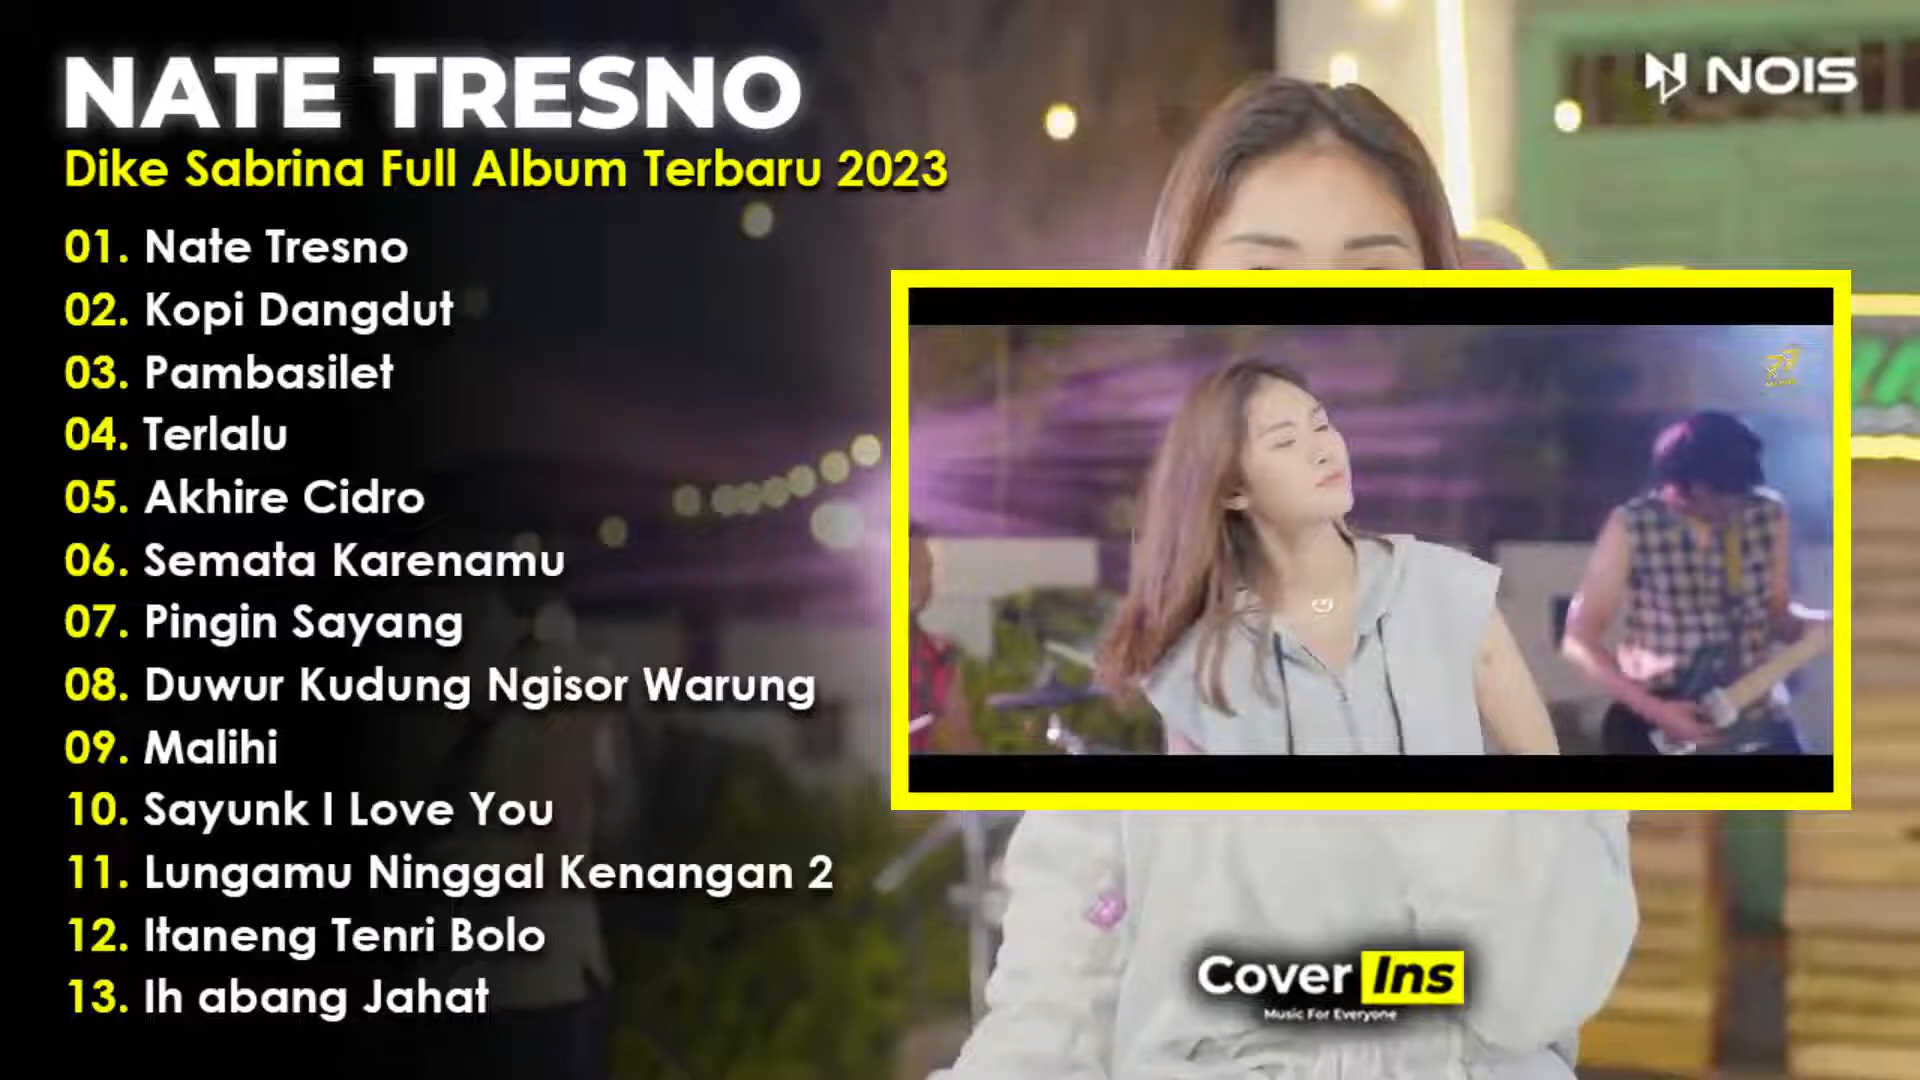 NATE TRESNO
Dike Sabrina Full Album Terbaru 2023
01. Nate Tresno
02. Kopi Dangdut
03. Pambasilet
04. Terlalu
05. Akhire Cidro
06. Semata Karenamu
07. Pingin Sayang
08. Duwur Kudung Ngisor Warung
09. Malihi
10. Sayunk I Love You
11. Lungamu Ninggal Kenangan 2
12. Itaneng Tenri Bolo
13. Ih abang Jahat
NOIS
Cover Ins
Music For Everyone